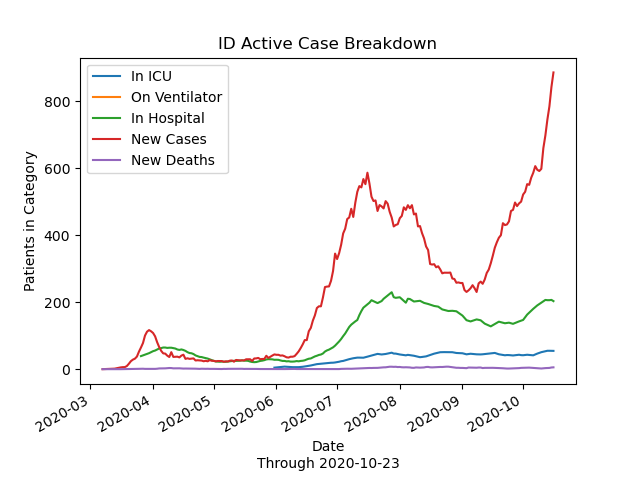 ID Active Case Breakdown
In ICU
On Ventilator
In Hospital
New Cases
New Deaths
Patients in Category
800
600
400
200
0
2020-03
2020-04
2020-05
2020-06
2020-07
2020-08
2020-09
2020-10
Date
Through 2020-10-23